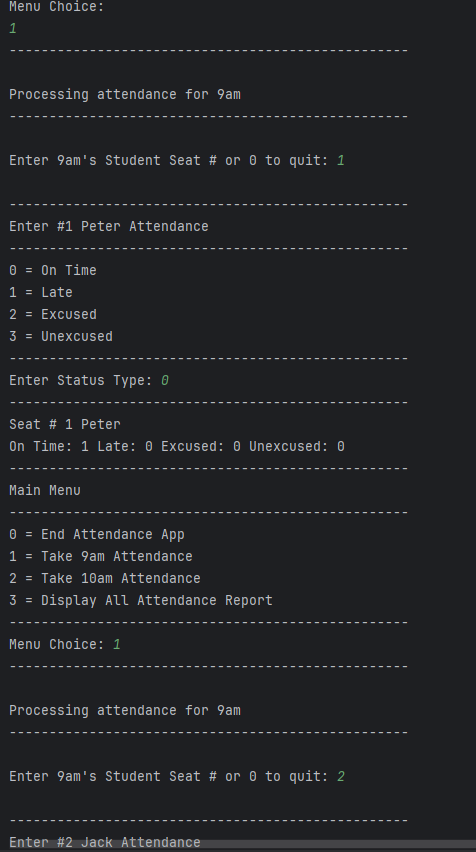 Menu Choice:
1
--------------------------------------------------
Processing attendance for 9am
--------------------------------------------------
Enter 9am's Student Seat # or 0 to quit: 1
--------------------------------------------------
Enter #1 Peter Attendance
--------------------------------------------------
0 = On Time
1 = Late
2 = Excused
3 = Unexcused
--------------------------------------------------
Enter Status Type: 0
--------------------------------------------------
Seat # 1 Peter
On Time: 1 Late: 0 Excused: 0 Unexcused: 0
--------------------------------------------------
Main Menu
--------------------------------------------------
0 = End Attendance App
1 = Take 9am Attendance
2 = Take 10am Attendance
3 = Display All Attendance Report
--------------------------------------------------
Menu Choice: 1
--------------------------------------------------
Processing attendance for 9am
--------------------------------------------------
Enter 9am's Student Seat # or 0 to quit: 2
--------------------------------------------------
Enter #2 Jack Attendance